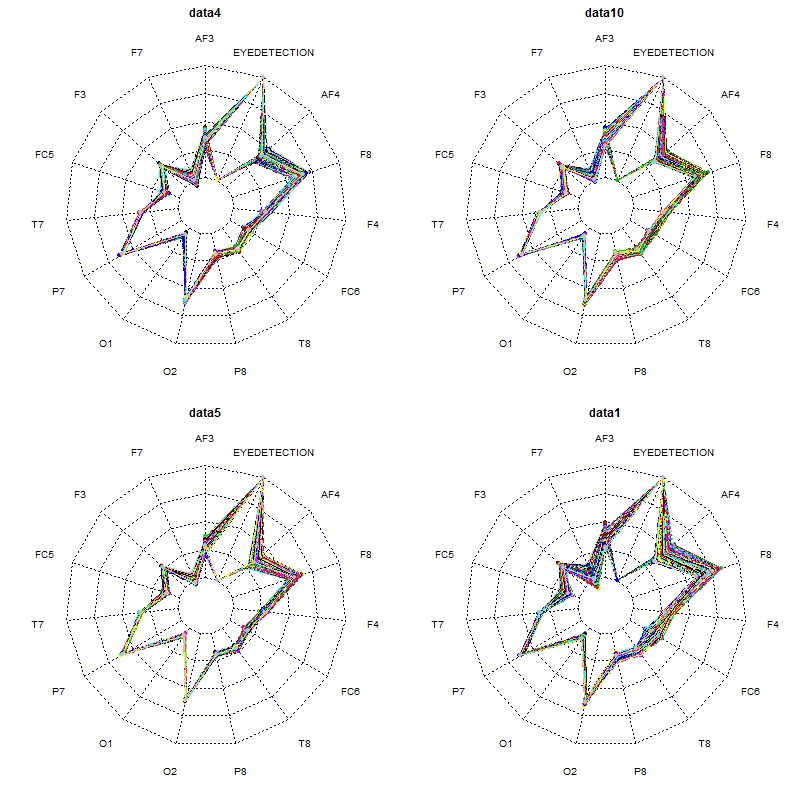 data4
AF3
F7
EYEDETECTION
F3
AF4
FC5
F8
T7
F4
P7
FC6
O1
T8
O2
P8
data10
AF3
F7
EYEDETECTION
F3
AF4
FC5
F8
T7
F4
P7
FC6
O1
T8
O2
P8
data5
AF3
F7
EYEDETECTION
F3
AF4
FC5
F8
T7
F4
P7
FC6
O1
T8
O2
P8
data1
AF3
F7
EYEDETECTION
F3
AF4
FC5
F8
T7
F4
P7
FC6
O1
T8
O2
P8